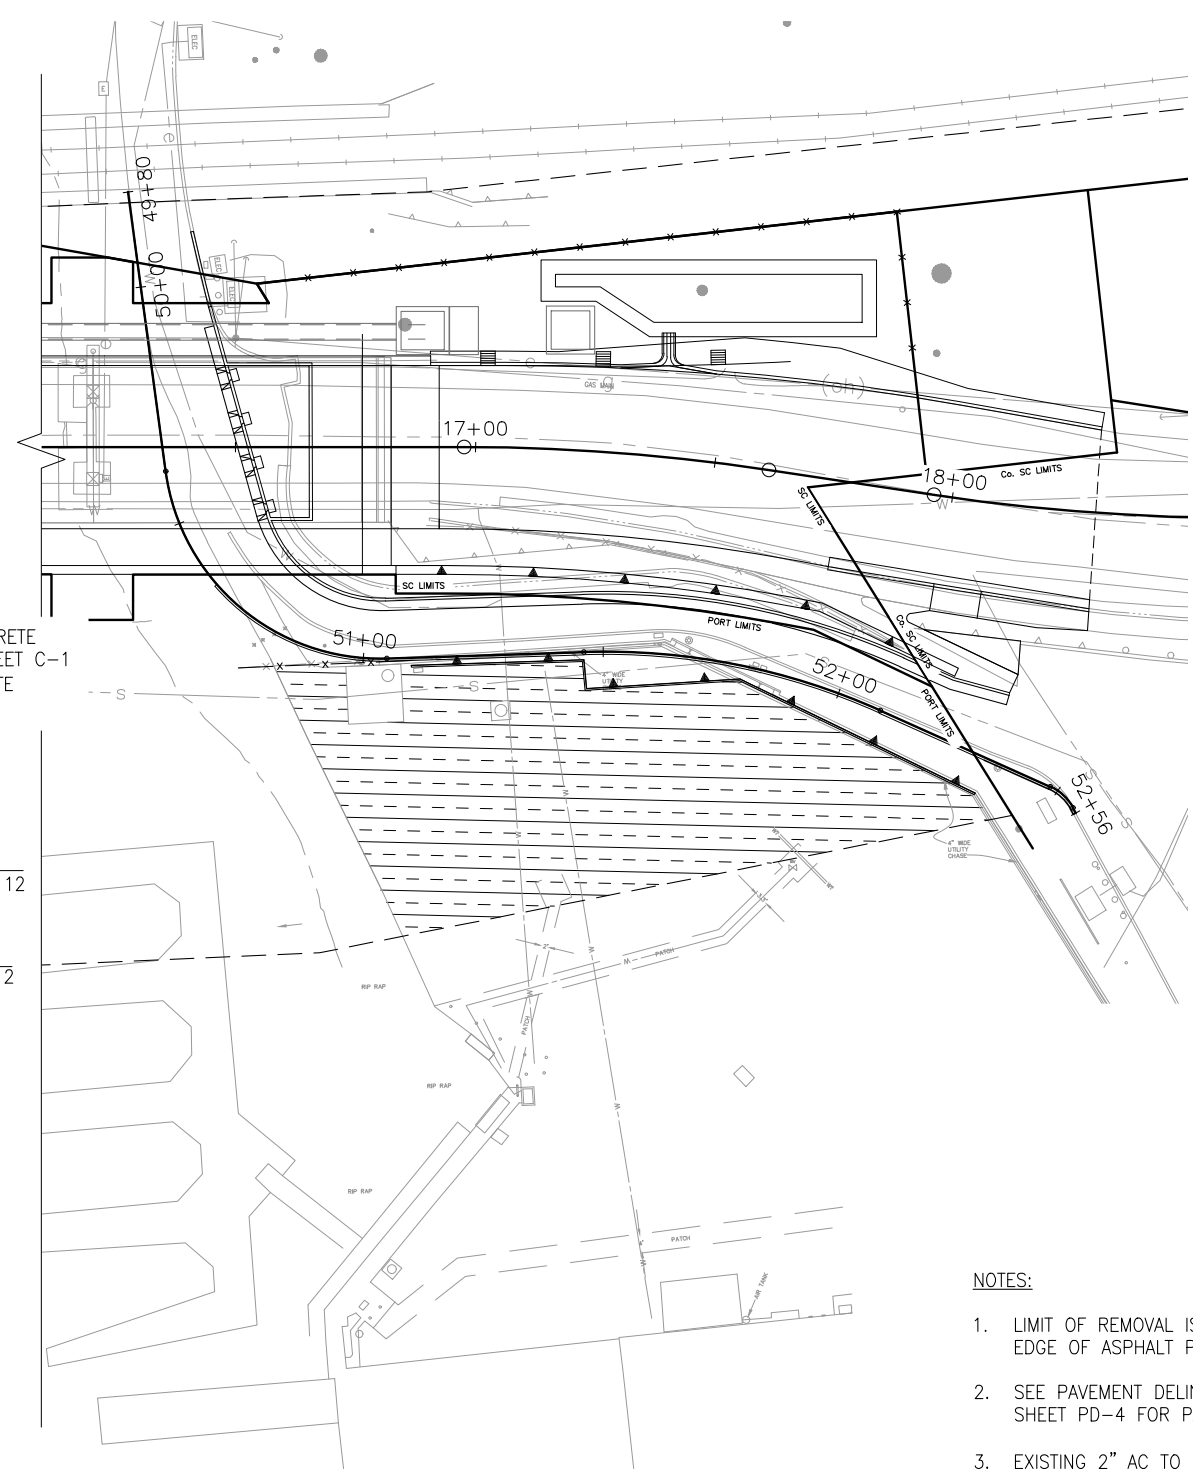 ELEC
E
49+80
50+00
ELEC
ELEC
W
G
GAS MAIN
G
(oh)
17+00
18+00
Co. SC LIMITS
SC LIMITS
W
W
SC LIMITS
PORT LIMITS
Co. SC LIMITS
PORT LIMITS
RETE
EET C-1
TE
51+00
52+00
52+56
4" WIDE
UTILITY
S
S
S
S
4" WIDE
UTILITY
CHASE
12
2
W
W
W
W
W
PATCH
PATCH
RIP RAP
RIP RAP
RIP RAP
W
W
PATCH
AIR TANK
NOTES:
1. LIMIT OF REMOVAL IS
EDGE OF ASPHALT P
2. SEE PAVEMENT DELIN
SHEET PD-4 FOR P
3. EXISTING 2" AC TO